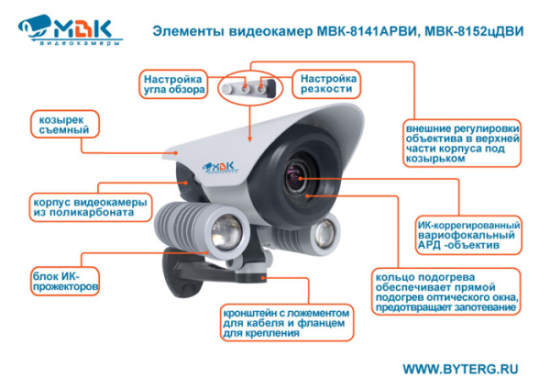 МВК
видеокамеры
Элементы видеокамер МВК-8141АРВИ, МВК-8152цДВИ
Настройка
угла обзора
Настройка
резкости
козырек
съемный
внешние регулировки
объектива в верхней
части корпуса под
козырьком
МВК
корпус видеокамеры
из поликарбоната
ИК-коррегированный
вариофокальный
АРД -объектив
блок ИК-
прожекторов
кольцо подогрева
обеспечивает прямой
подогрев оптического окна,
предотвращает запотевание
кронштейн с ложементом
для кабеля и фланцем
для крепления
WWW.BYTERG.RU